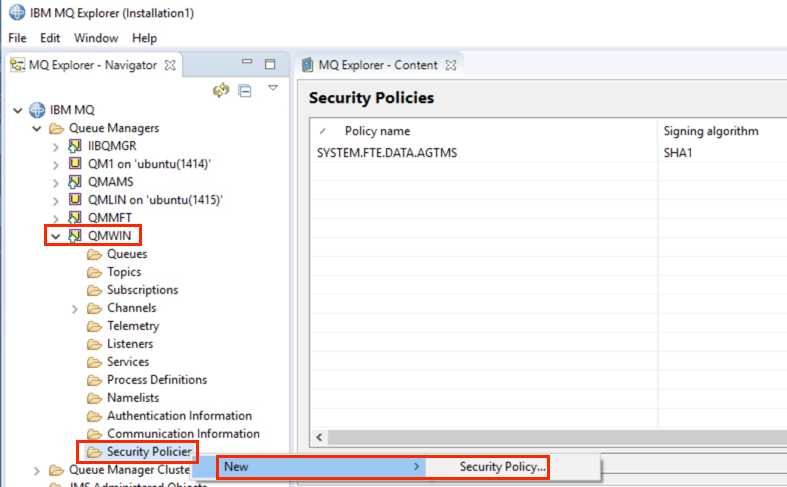 IBM MQ Explorer (Installation1)
File Edit Window Help
MQ Explorer - Navigator
IBM MQ
Queue Managers
IIBQMGR
QM1 on 'ubuntu(1414)'
QMAMS
QMLIN on 'ubuntu(1415)'
QMMFT
QMWIN
Queues
Topics
Subscriptions
Channels
Telemetry
Listeners
Services
Process Definitions
Namelists
Authentication Information
Communication Information
Security Policies
Queue Manager Cluste
JMS Administered Objects
MQ Explorer - Content
Security Policies
Policy name Signing algorithm
SYSTEM.FTE.DATA.AGTMS SHA1
New Security Policy...